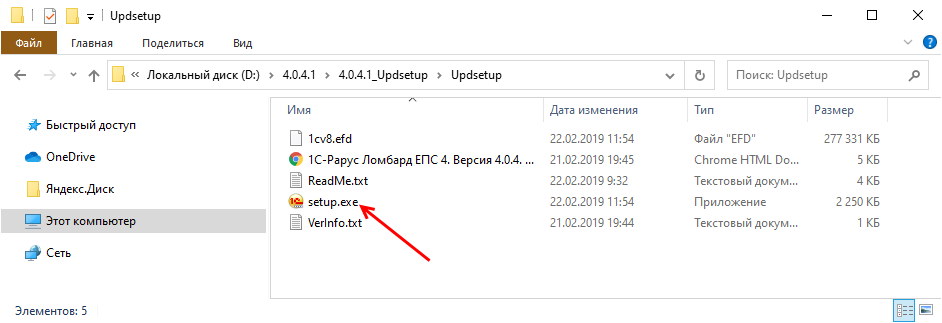 Updsetup
Файл Главная Поделиться Вид
« Локальный диск (D:) > 4.0.4.1 > 4.0.4.1_Updsetup > Updsetup Поиск: Updsetup
Имя Дата изменения Тип Размер
Быстрый доступ
OneDrive
Яндекс.Диск
Этот компьютер
Сеть
1cv8.efd 22.02.2019 11:54 Файл "EFD" 277 331 КБ
1С-Рарус Ломбард ЕПС 4. Версия 4.0.4. ... 21.02.2019 19:45 Chrome HTML Do... 5 КБ
ReadMe.txt 22.02.2019 9:32 Текстовый докум... 4 КБ
setup.exe 22.02.2019 11:54 Приложение 2 250 КБ
VerInfo.txt 21.02.2019 19:44 Текстовый докум... 1 КБ
Элементов: 5